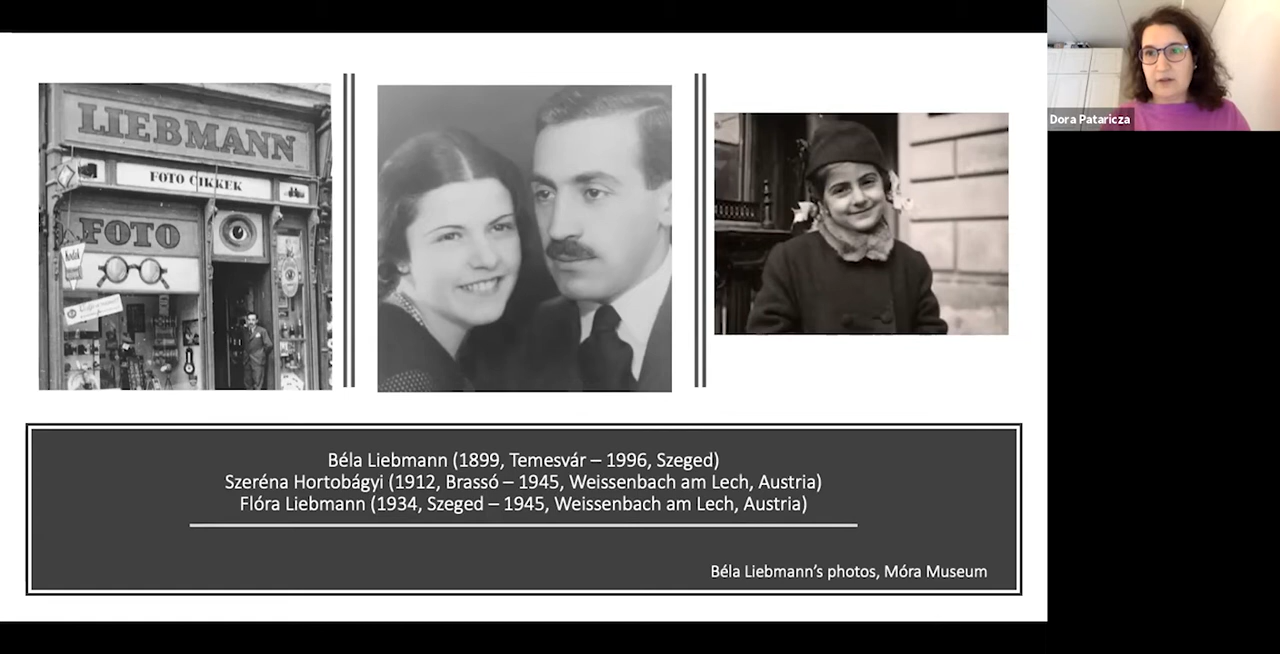 LIEBMANN
FOTO CIKKEK
FOTO
Kodak
Béla Liebmann (1899, Temesvár – 1996, Szeged)
Szeréna Hortobágyi (1912, Brassó – 1945, Weissenbach am Lech, Austria)
Flóra Liebmann (1934, Szeged – 1945, Weissenbach am Lech, Austria)
Béla Liebmann’s photos, Móra Museum
Dora Pataricza